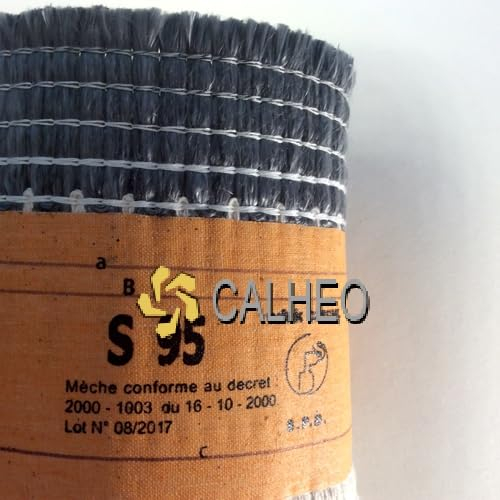 a
B
CALHEO
S 95
Mèche conforme au decret
2000 - 1003 du 16 - 10 - 2000
Lot N° 08/2017
S.P.B.
c